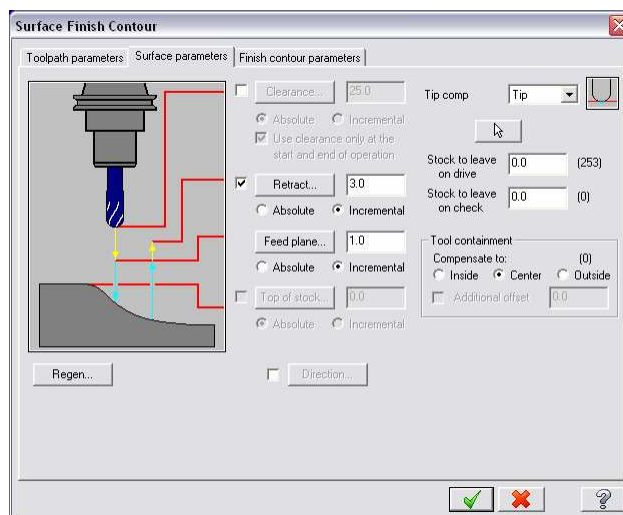 Surface Finish Contour
Toolpath parameters Surface parameters Finish contour parameters
Clearance... 25.0
Absolute Incremental
Use clearance only at the
start and end of operation
Retract... 3.0
Absolute Incremental
Feed plane... 1.0
Absolute Incremental
Top of stock... 0.0
Absolute Incremental
Regen...
Direction...
Tip comp Tip
Stock to leave
on drive 0.0 (253)
Stock to leave
on check 0.0 (0)
Tool containment
Compensate to: (0)
Inside Center Outside
Additional offset 0.0
?